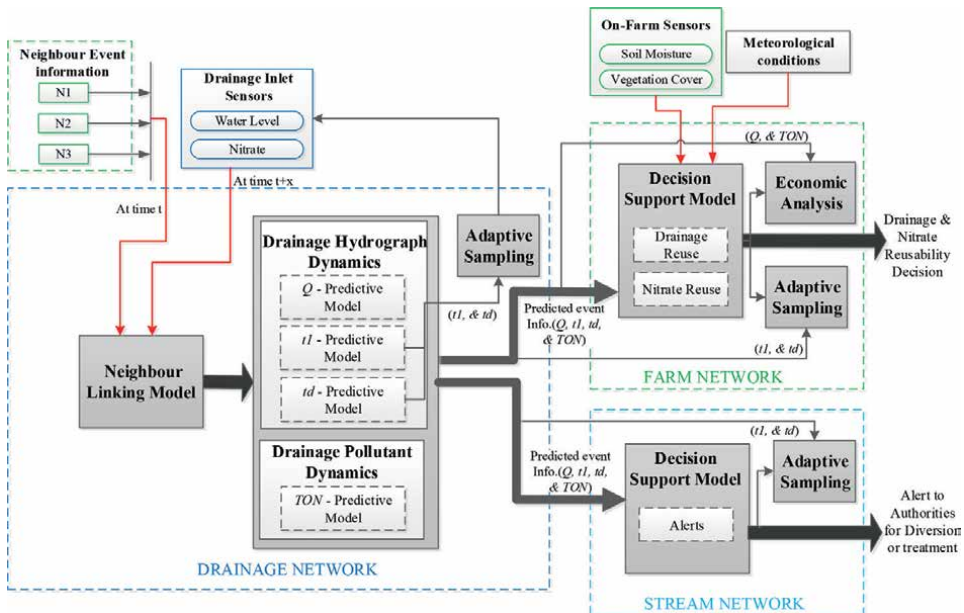 Neighbour Event
information
N1
N2
N3
At time t
Drainage Inlet
Sensors
Water Level
Nitrate
At time t+x
On-Farm Sensors
Soil Moisture
Vegetation Cover
Meteorological
conditions
Neighbour
Linking Model
Drainage Hydrograph
Dynamics
Q - Predictive
Model
t1 - Predictive
Model
td - Predictive
Model
Drainage Pollutant
Dynamics
TON - Predictive
Model
Adaptive
Sampling
(t1, & td)
DRAINAGE NETWORK
Predicted event
Info.(Q, t1, td,
& TON)
(Q, & TON)
Decision
Support Model
Drainage
Reuse
Nitrate Reuse
Economic
Analysis
Adaptive
Sampling
(t1, & td)
FARM NETWORK
Drainage &
Nitrate
Reusability
Decision
Predicted event
Info.(Q, t1, td,
& TON)
(t1, & td)
Decision
Support Model
Alerts
Adaptive
Sampling
STREAM NETWORK
Alert to
Authorities
for Diversion
or treatment